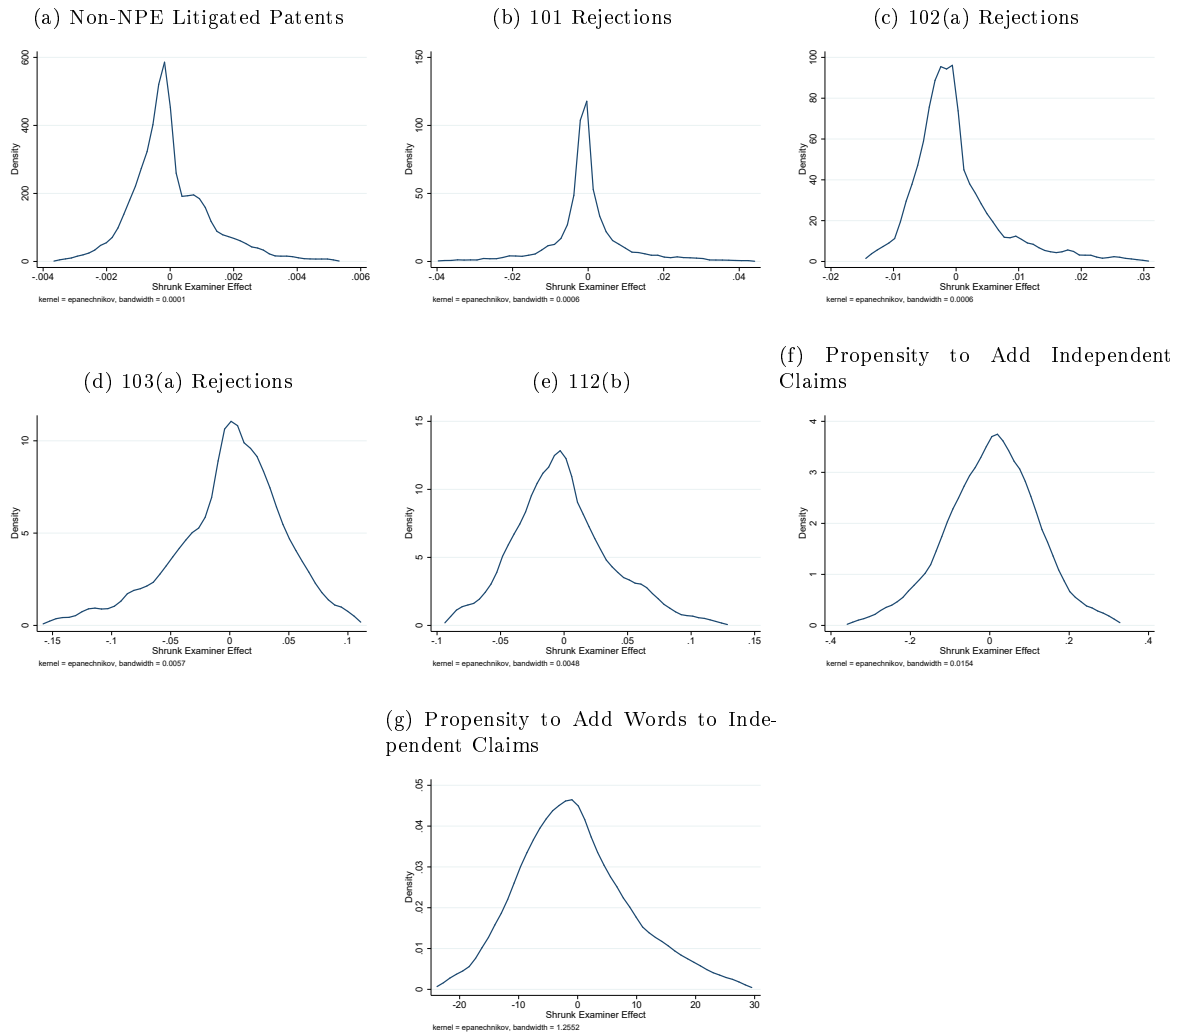 (a) Non-NPE Litigated Patents
Density
0
200
400
600
-.004
-.002
0
.002
.004
.006
Shrunk Examiner Effect
kernel = epanechnikov, bandwidth = 0.0001
(b) 101 Rejections
Density
0
50
100
150
-.04
-.02
0
.02
.04
Shrunk Examiner Effect
kernel = epanechnikov, bandwidth = 0.0006
(c) 102(a) Rejections
Density
0
20
40
60
80
100
-.02
-.01
0
.01
.02
.03
Shrunk Examiner Effect
kernel = epanechnikov, bandwidth = 0.0006
(d) 103(a) Rejections
Density
0
5
10
-.15
-.1
-.05
0
.05
.1
Shrunk Examiner Effect
kernel = epanechnikov, bandwidth = 0.0057
(e) 112(b)
Density
0
5
10
15
-.1
-.05
0
.05
.1
.15
Shrunk Examiner Effect
kernel = epanechnikov, bandwidth = 0.0048
(f) Propensity to Add Independent
Claims
Density
0
1
2
3
4
-.4
-.2
0
.2
.4
Shrunk Examiner Effect
kernel = epanechnikov, bandwidth = 0.0154
(g) Propensity to Add Words to Inde-
pendent Claims
Density
0
.01
.02
.03
.04
.05
-20
-10
0
10
20
30
Shrunk Examiner Effect
kernel = epanechnikov, bandwidth = 1.2552